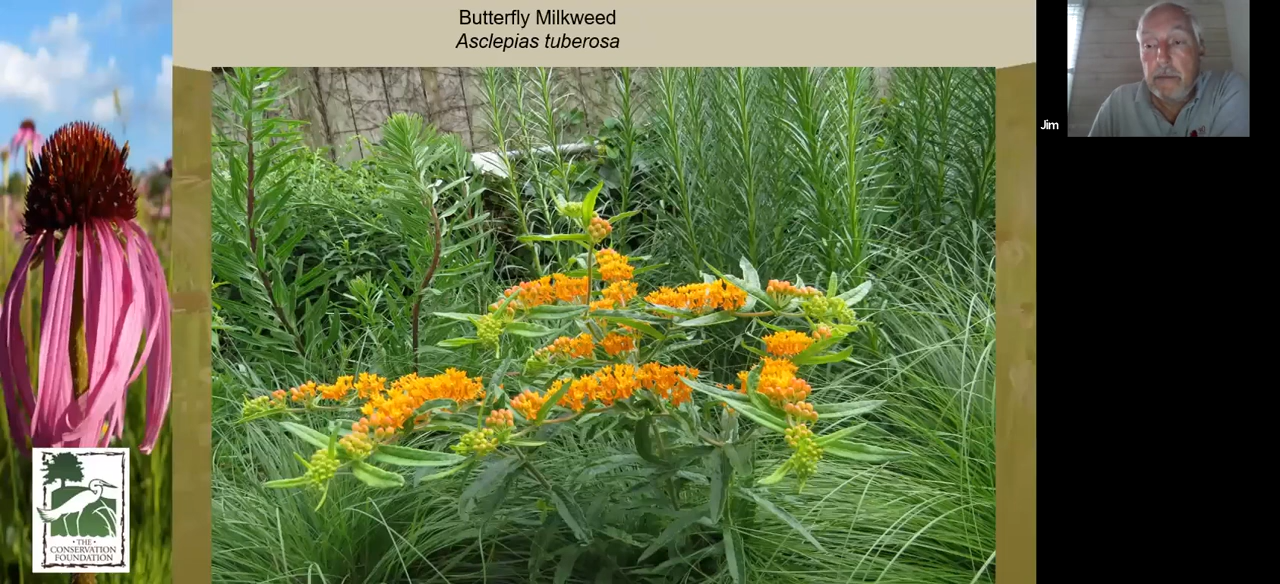 Butterfly Milkweed
Asclepias tuberosa
Jim
• THE •
CONSERVATION
FOUNDATION